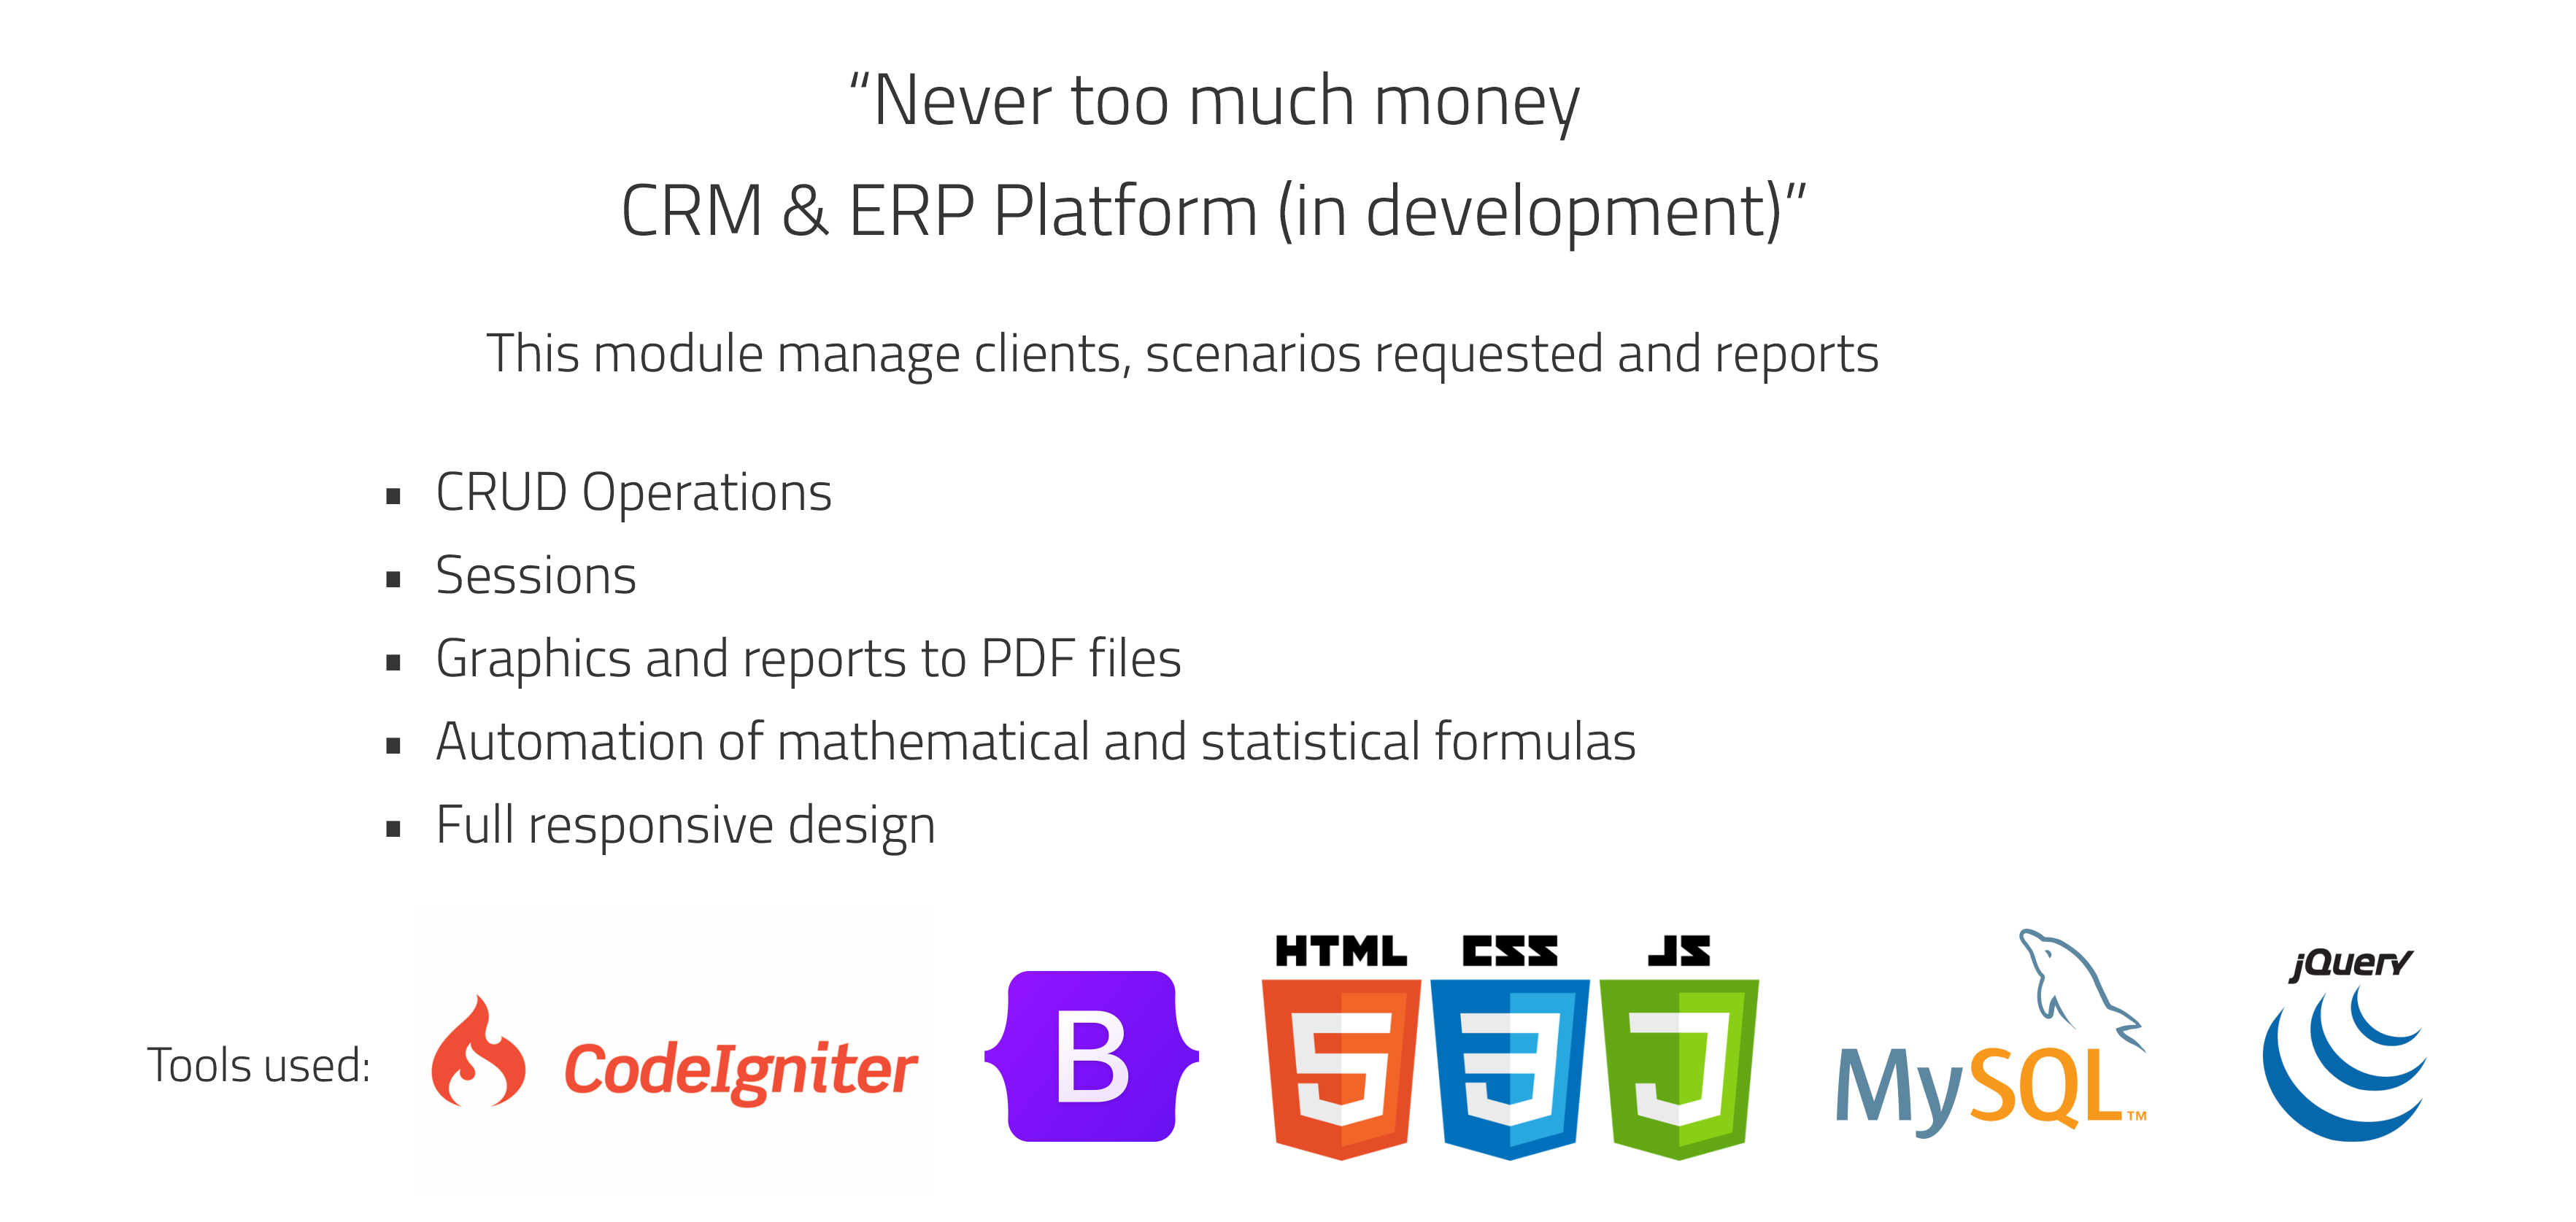 “Never too much money
CRM & ERP Platform (in development)”
This module manage clients, scenarios requested and reports
▪ CRUD Operations
▪ Sessions
▪ Graphics and reports to PDF files
▪ Automation of mathematical and statistical formulas
▪ Full responsive design
Tools used:
CodeIgniter
B
HTML CSS JS
5 3 J
MySQL™
jQuery